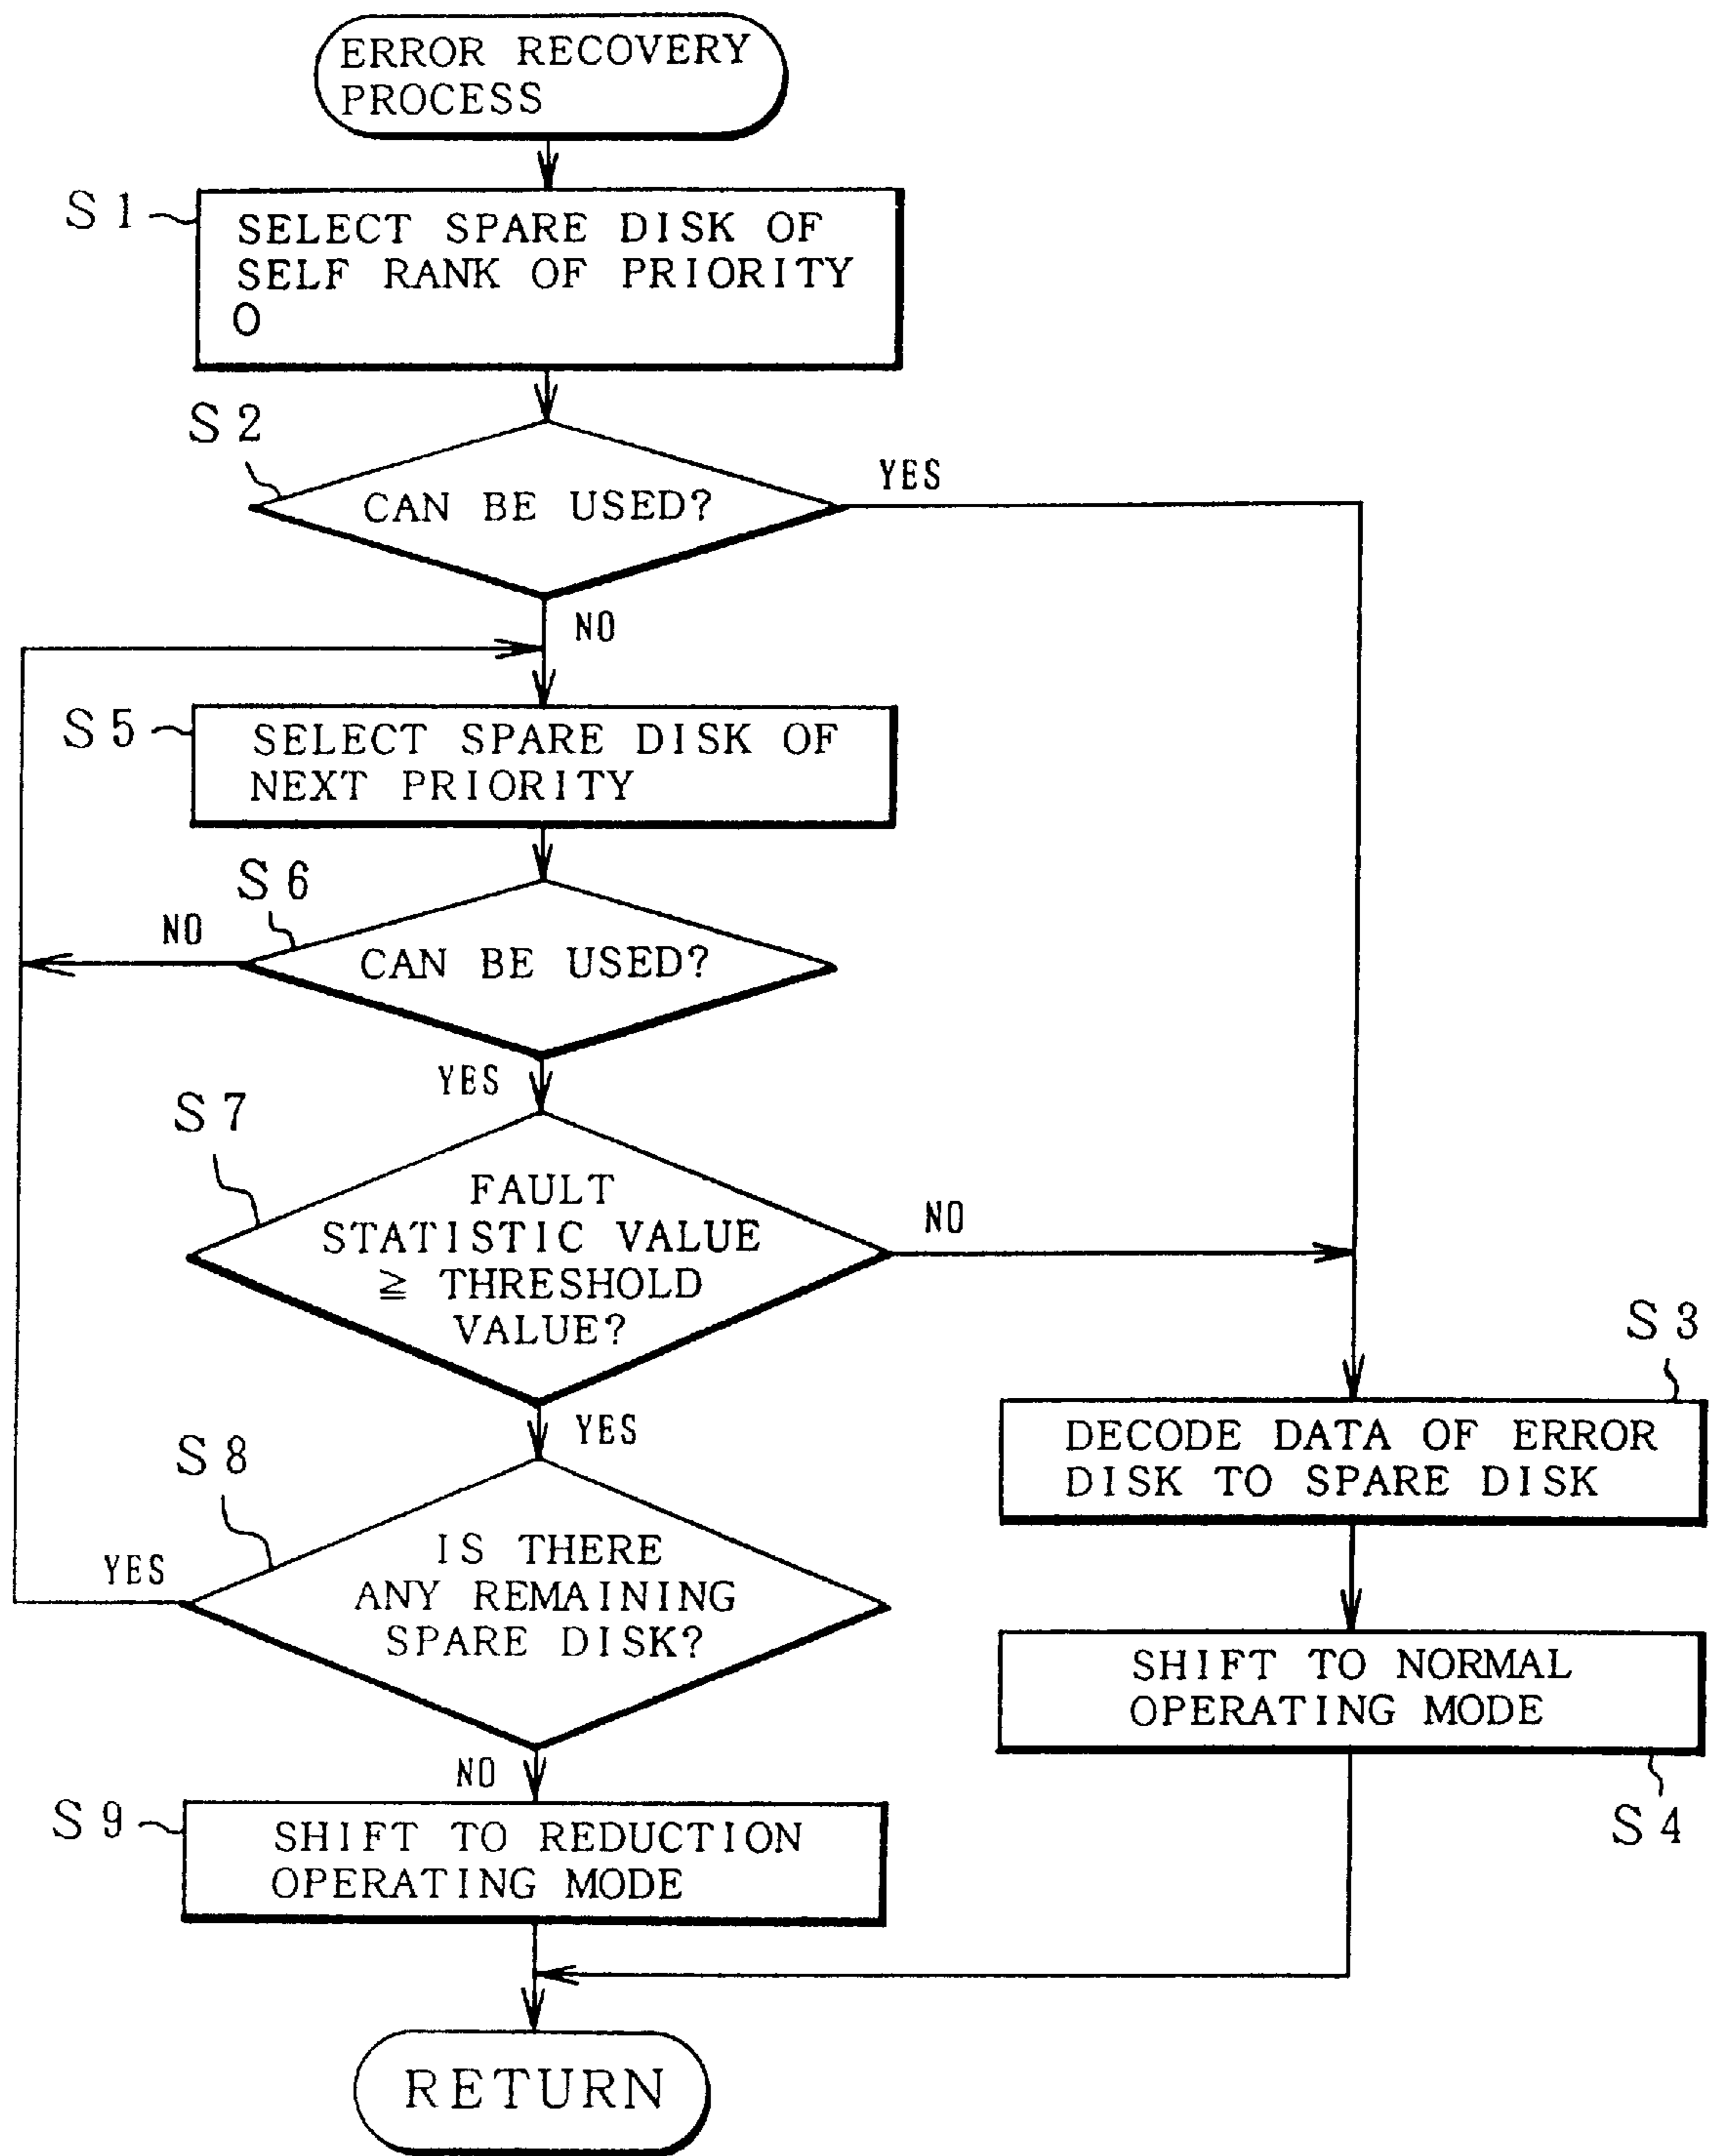 ERROR RECOVERY
PROCESS
S1
SELECT SPARE DISK OF
SELF RANK OF PRIORITY
0
S2
CAN BE USED?
YES
NO
S5
SELECT SPARE DISK OF
NEXT PRIORITY
S6
NO
CAN BE USED?
YES
S7
FAULT
STATISTIC VALUE
≧ THRESHOLD
VALUE?
NO
YES
S3
DECODE DATA OF ERROR
DISK TO SPARE DISK
S8
YES
IS THERE
ANY REMAINING
SPARE DISK?
NO
SHIFT TO NORMAL
OPERATING MODE
S4
S9
SHIFT TO REDUCTION
OPERATING MODE
RETURN